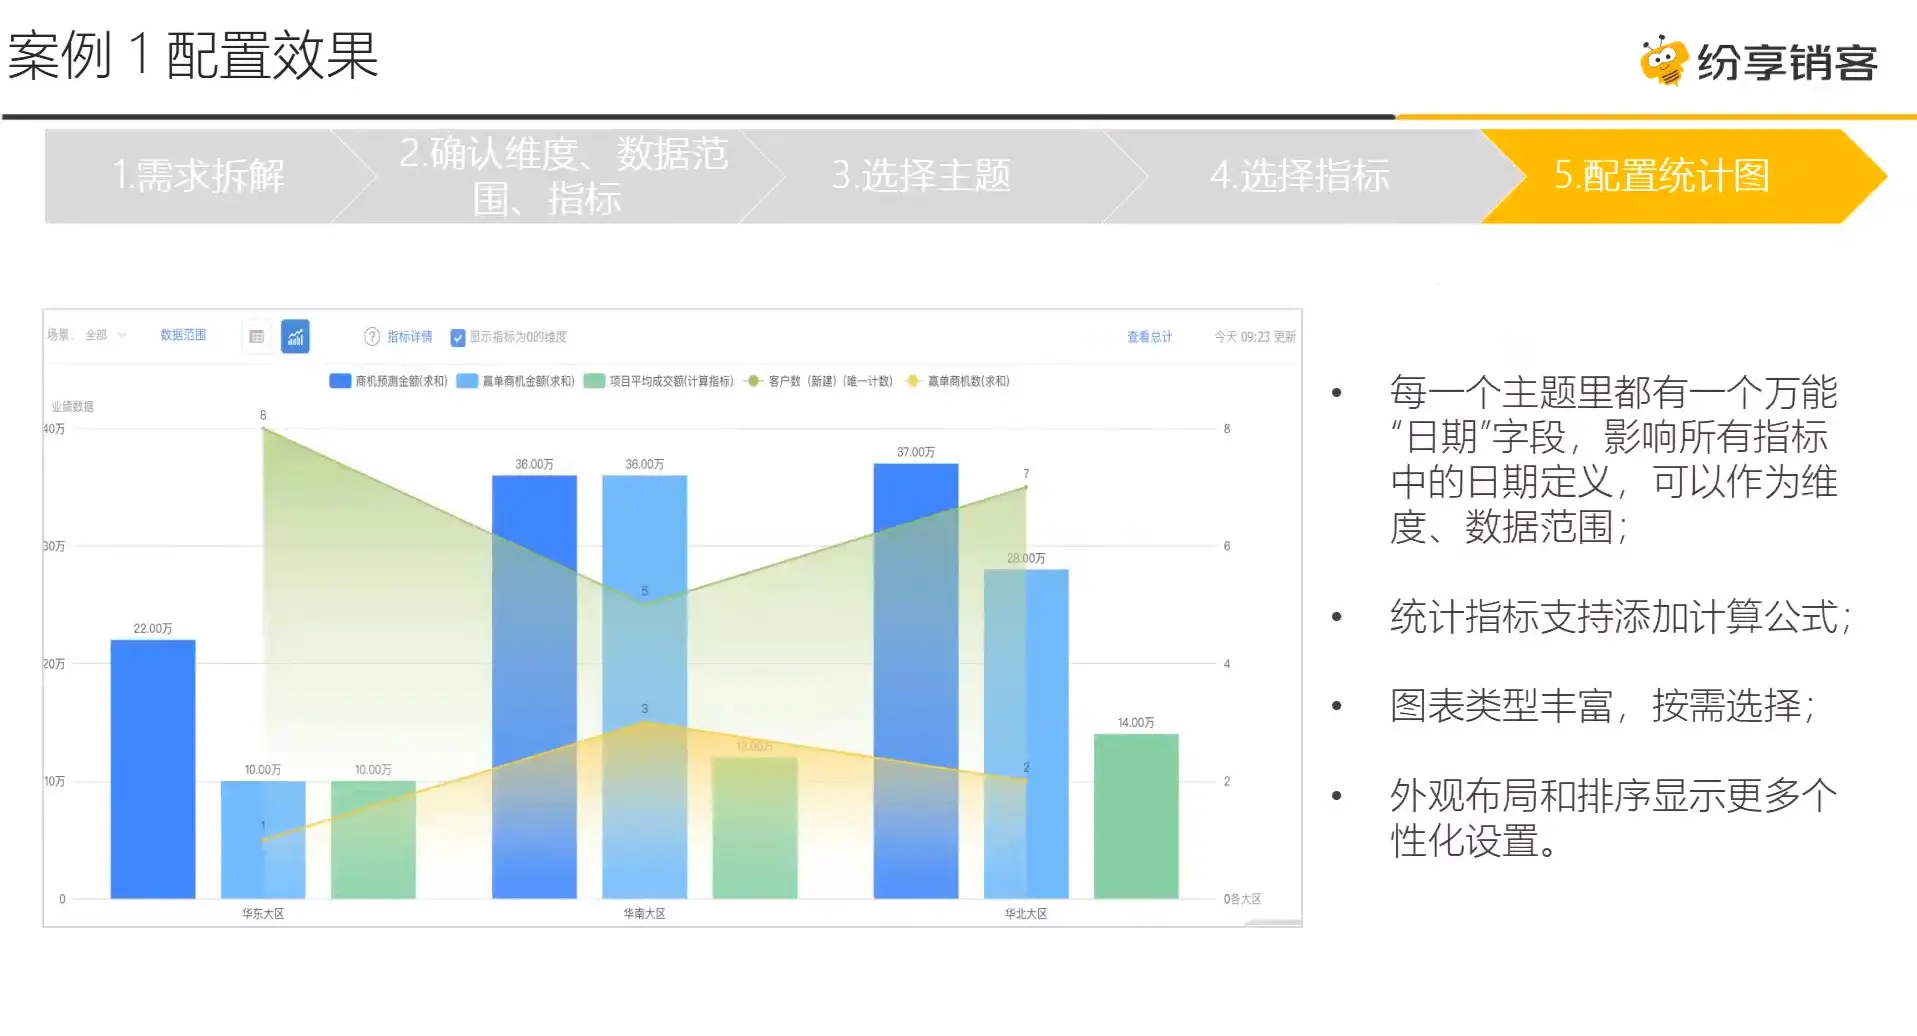 案例 1 配置效果
纷享销客
1.需求拆解
2.确认维度、数据范
围、指标
3.选择主题
4.选择指标
5.配置统计图
场景: 全部 数据范围 指标详情 显示指标为0的维度 查看总计 今天 09:23 更新
商机预测金额(求和) 赢单商机金额(求和) 项目平均成交额(计算指标) 客户数（新建）(唯一计数) 赢单商机数(求和)
业绩数据
8
40万 8
37.00万
36.00万 36.00万
7
30万 6
28.00万
5
22.00万
20万 4
3
14.00万
12.00万
10.00万 10.00万
10万 2
2
1
0 0各大区
华东大区 华南大区 华北大区
• 每一个主题里都有一个万能
“日期”字段，影响所有指标
中的日期定义，可以作为维
度、数据范围；
• 统计指标支持添加计算公式；
• 图表类型丰富，按需选择；
• 外观布局和排序显示更多个
性化设置。